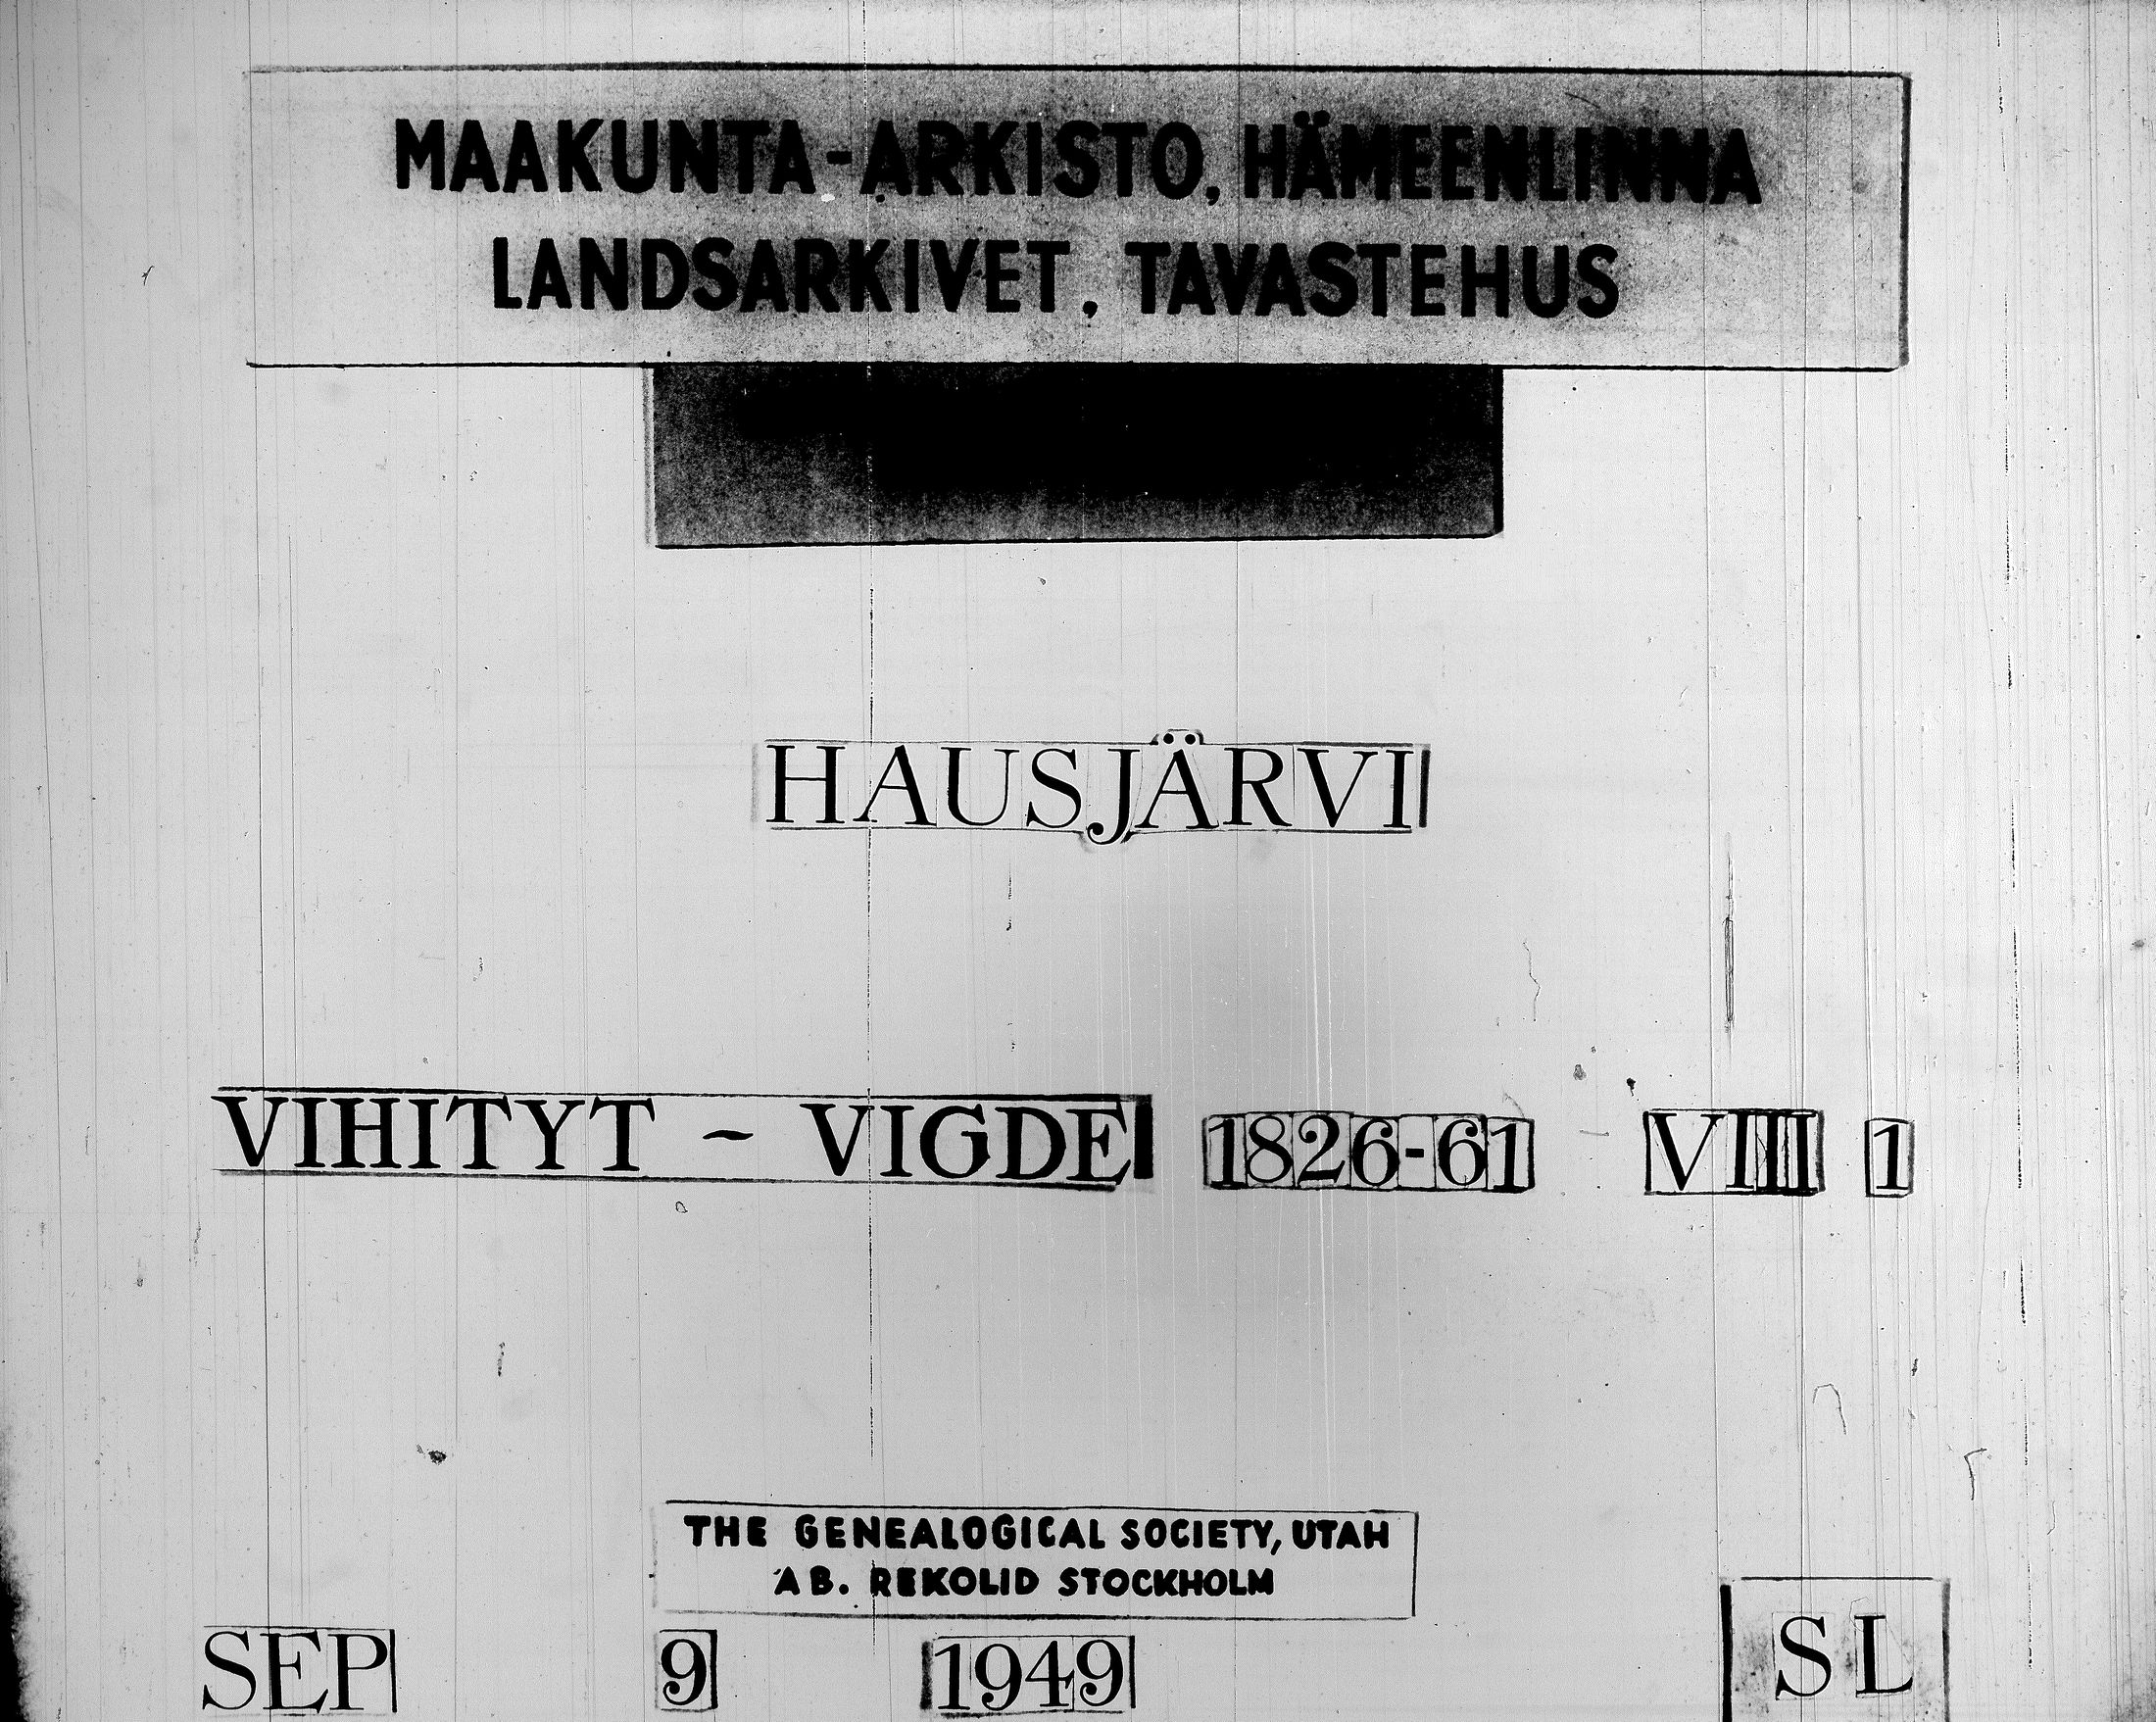 MAAKUNTA-ARKISTO, HÄMEENLINNA
LANDSARKIVET, TAVASTEHUS
HAUSJÄRVI
VIHITYT - VIGDE 1826-61 VIII 1
THE GENEALOGICAL SOCIETY, UTAH
AB. REKOLID STOCKHOLM
SEP 9 1949 SL